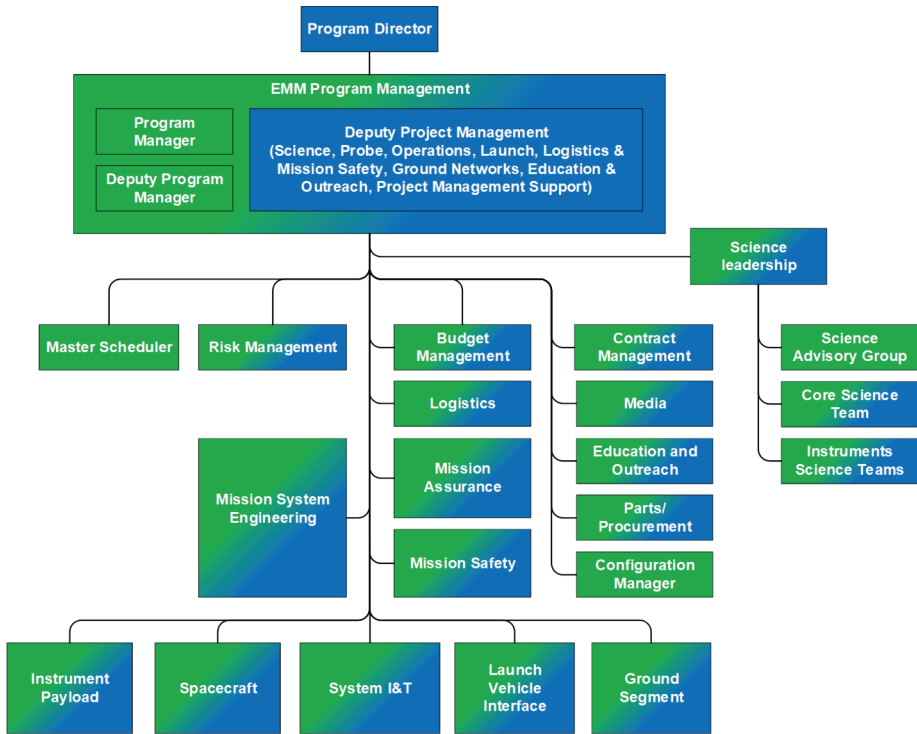 Program Director
EMM Program Management
Program
Manager
Deputy Program
Manager
Deputy Project Management
(Science, Probe, Operations, Launch, Logistics &
Mission Safety, Ground Networks, Education &
Outreach, Project Management Support)
Science
leadership
Master Scheduler
Risk Management
Budget
Management
Contract
Management
Science
Advisory Group
Logistics
Media
Core Science
Team
Mission System
Engineering
Mission
Assurance
Education and
Outreach
Instruments
Science Teams
Parts/
Procurement
Mission Safety
Configuration
Manager
Instrument
Payload
Spacecraft
System I&T
Launch
Vehicle
Interface
Ground
Segment